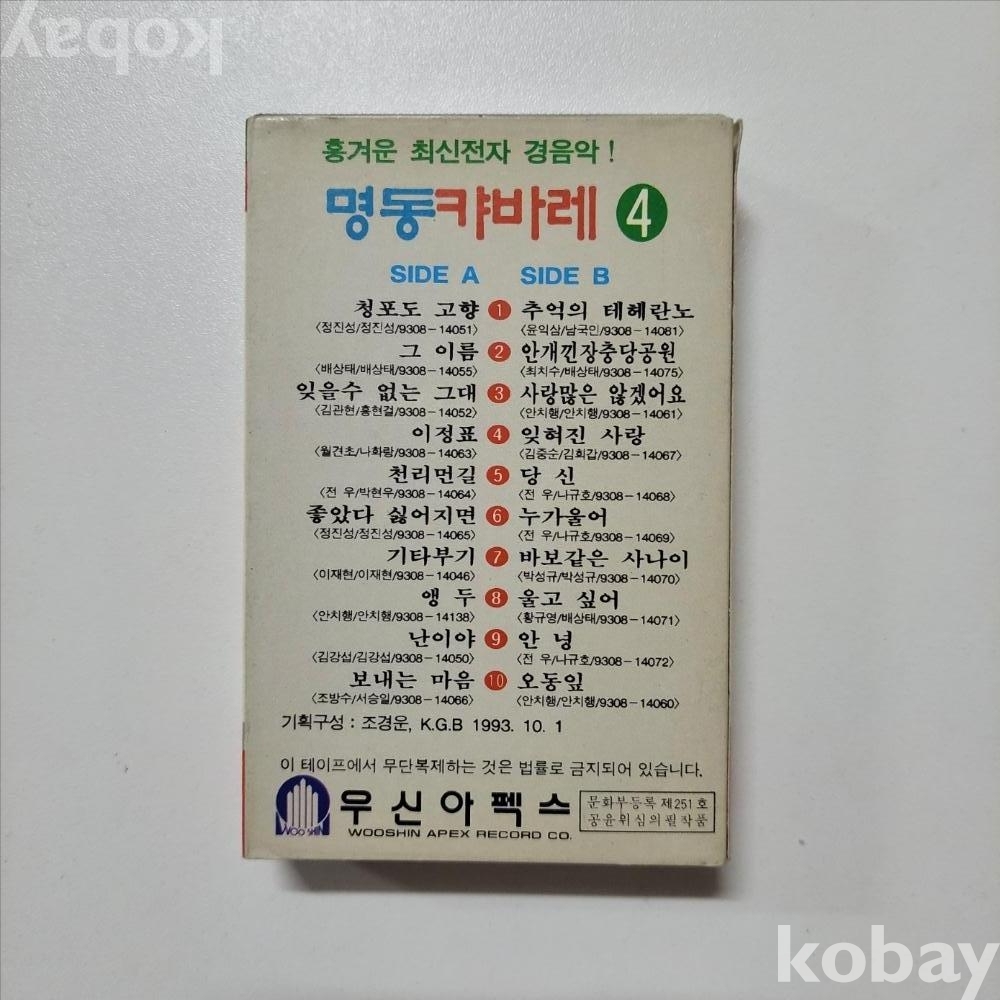 kobay
흥겨운 최신전자 경음악 !
명동캬바레 4
SIDE A SIDE B
청포도 고향 1 추억의 테헤란노
〈정진성/정진성/9308-14051〉 〈윤익삼/남국인/9308-14081〉
그 이름 2 안개낀장충당공원
〈배상태/배상태/9308-14055〉 〈최치수/배상태/9308-14075〉
잊을수 없는 그대 3 사랑많은 않겠어요
〈김관현/홍현걸/9308-14052〉 〈안치행/안치행/9308-14061〉
이정표 4 잊혀진 사랑
〈월견초/나화랑/9308-14063〉 〈김중순/김희갑/9308-14067〉
천리먼길 5 당 신
〈전 우/박현우/9308-14064〉 〈전 우/나규호/9308-14068〉
좋았다 싫어지면 6 누가울어
〈정진성/정진성/9308-14065〉 〈전 우/나규호/9308-14069〉
기타부기 7 바보같은 사나이
〈이재현/이재현/9308-14046〉 〈박성규/박성규/9308-14070〉
앵 두 8 울고 싶어
〈안치행/안치행/9308-14138〉 〈황규영/배상태/9308-14071〉
난이야 9 안 녕
〈김강섭/김강섭/9308-14050〉 〈전 우/나규호/9308-14072〉
보내는 마음 10 오동잎
〈조방수/서승일/9308-14066〉 〈안치행/안치행/9308-14060〉
기획구성 : 조경운, K.G.B 1993. 10. 1
이 테이프에서 무단복제하는 것은 법률로 금지되어 있습니다.
WOO SHIN
우신아펙스
WOOSHIN APEX RECORD CO.
문화부등록 제251호
공윤위심의필작품
kobay